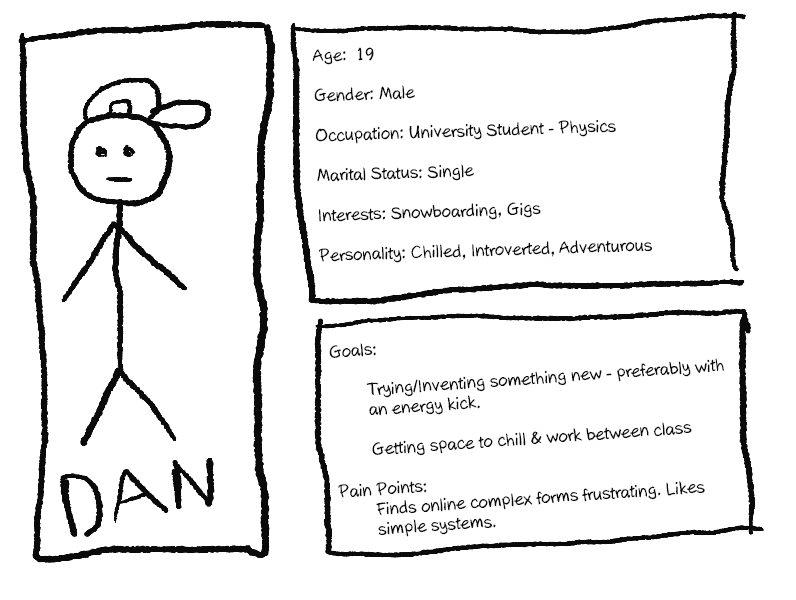 DAN
Age: 19
Gender: Male
Occupation: University Student - Physics
Marital Status: Single
Interests: Snowboarding, Gigs
Personality: Chilled, Introverted, Adventurous
Goals:
Trying/Inventing something new - preferably with
an energy kick.
Getting space to chill & work between class
Pain Points:
Finds online complex forms frustrating. Likes
simple systems.